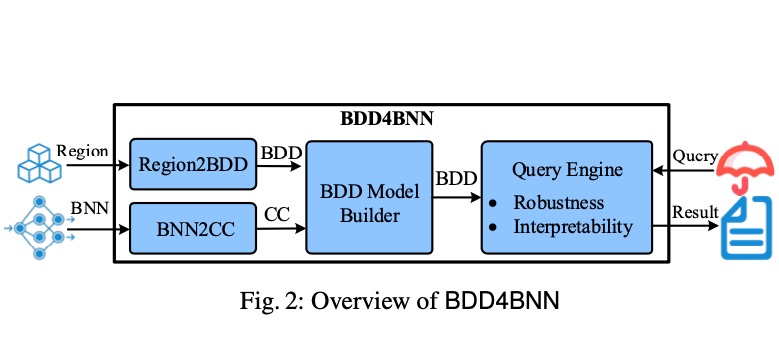 BDD4BNN
Region
Region2BDD
BDD
BNN
BNN2CC
CC
BDD Model
Builder
BDD
Query Engine
• Robustness
• Interpretability
Query
Result
Fig. 2: Overview of BDD4BNN